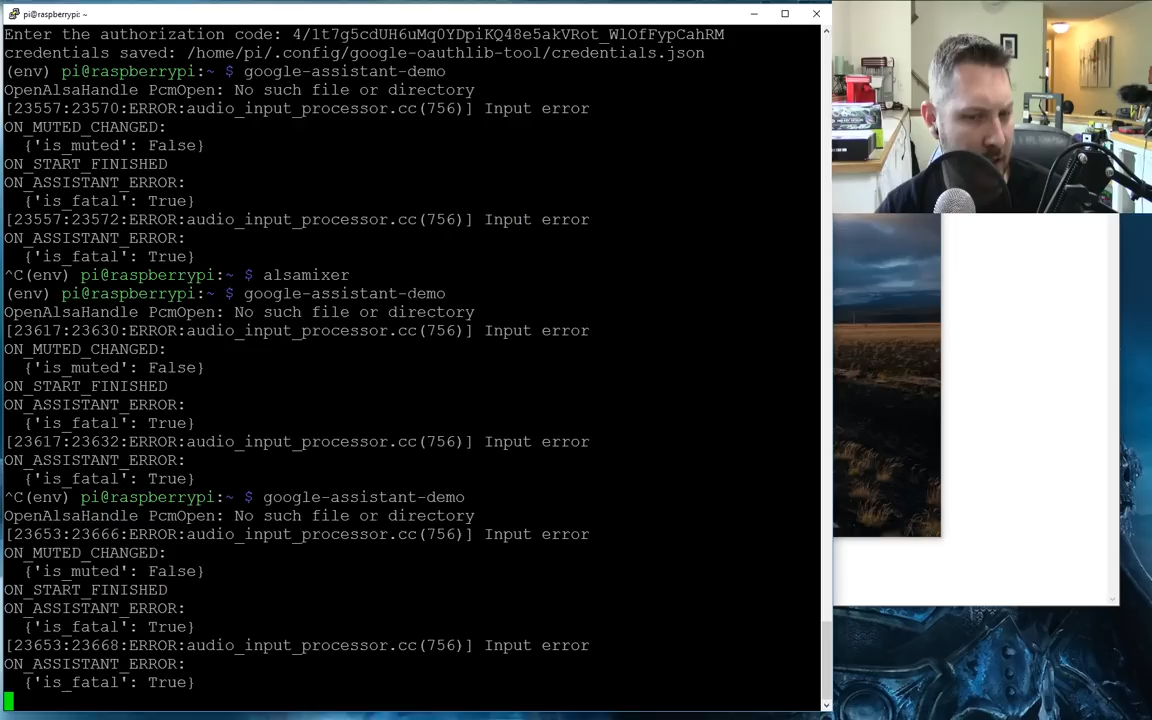 pi@raspberrypi: ~
Enter the authorization code: 4/1t7g5cdUH6uMq0YDpiKQ48e5akVRot_WlOfFypCahRM
credentials saved: /home/pi/.config/google-oauthlib-tool/credentials.json
(env) pi@raspberrypi:~ $ google-assistant-demo
OpenAlsaHandle PcmOpen: No such file or directory
[23557:23570:ERROR:audio_input_processor.cc(756)] Input error
ON_MUTED_CHANGED:
{'is_muted': False}
ON_START_FINISHED
ON_ASSISTANT_ERROR:
{'is_fatal': True}
[23557:23572:ERROR:audio_input_processor.cc(756)] Input error
ON_ASSISTANT_ERROR:
{'is_fatal': True}
^C(env) pi@raspberrypi:~ $ alsamixer
(env) pi@raspberrypi:~ $ google-assistant-demo
OpenAlsaHandle PcmOpen: No such file or directory
[23617:23630:ERROR:audio_input_processor.cc(756)] Input error
ON_MUTED_CHANGED:
{'is_muted': False}
ON_START_FINISHED
ON_ASSISTANT_ERROR:
{'is_fatal': True}
[23617:23632:ERROR:audio_input_processor.cc(756)] Input error
ON_ASSISTANT_ERROR:
{'is_fatal': True}
^C(env) pi@raspberrypi:~ $ google-assistant-demo
OpenAlsaHandle PcmOpen: No such file or directory
[23653:23666:ERROR:audio_input_processor.cc(756)] Input error
ON_MUTED_CHANGED:
{'is_muted': False}
ON_START_FINISHED
ON_ASSISTANT_ERROR:
{'is_fatal': True}
[23653:23668:ERROR:audio_input_processor.cc(756)] Input error
ON_ASSISTANT_ERROR:
{'is_fatal': True}